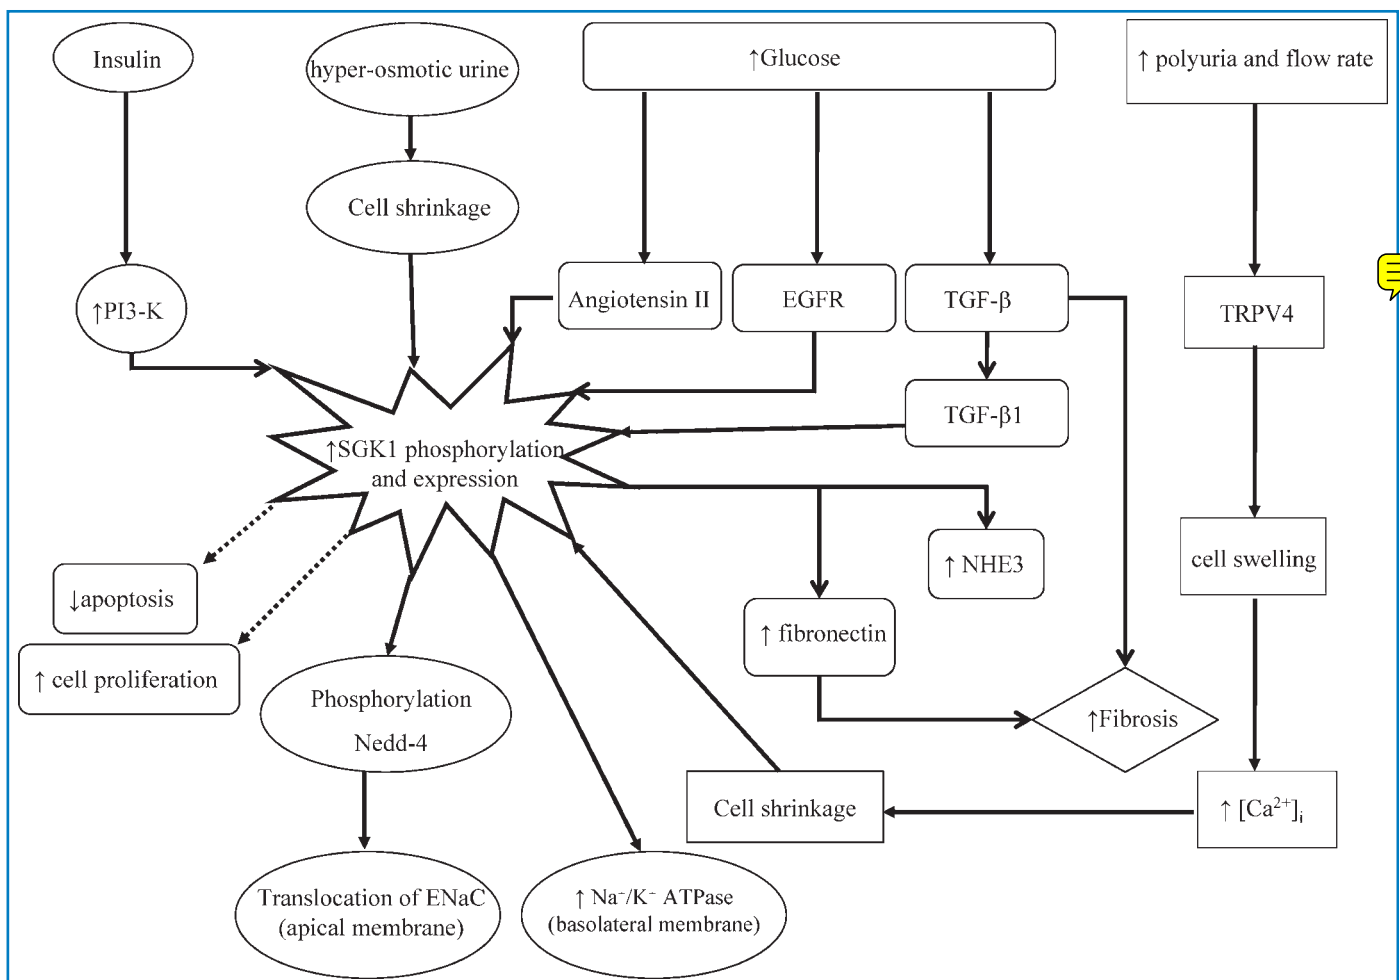 Insulin
hyper-osmotic urine
↑Glucose
↑ polyuria and flow rate
Cell shrinkage
↑PI3-K
Angiotensin II
EGFR
TGF-β
TRPV4
TGF-β1
↑SGK1 phosphorylation
and expression
↑ NHE3
cell swelling
↓apoptosis
↑ fibronectin
↑ cell proliferation
Phosphorylation
Nedd-4
↑Fibrosis
Cell shrinkage
↑ [Ca²⁺]ᵢ
Translocation of ENaC
(apical membrane)
↑ Na⁺/K⁺ ATPase
(basolateral membrane)